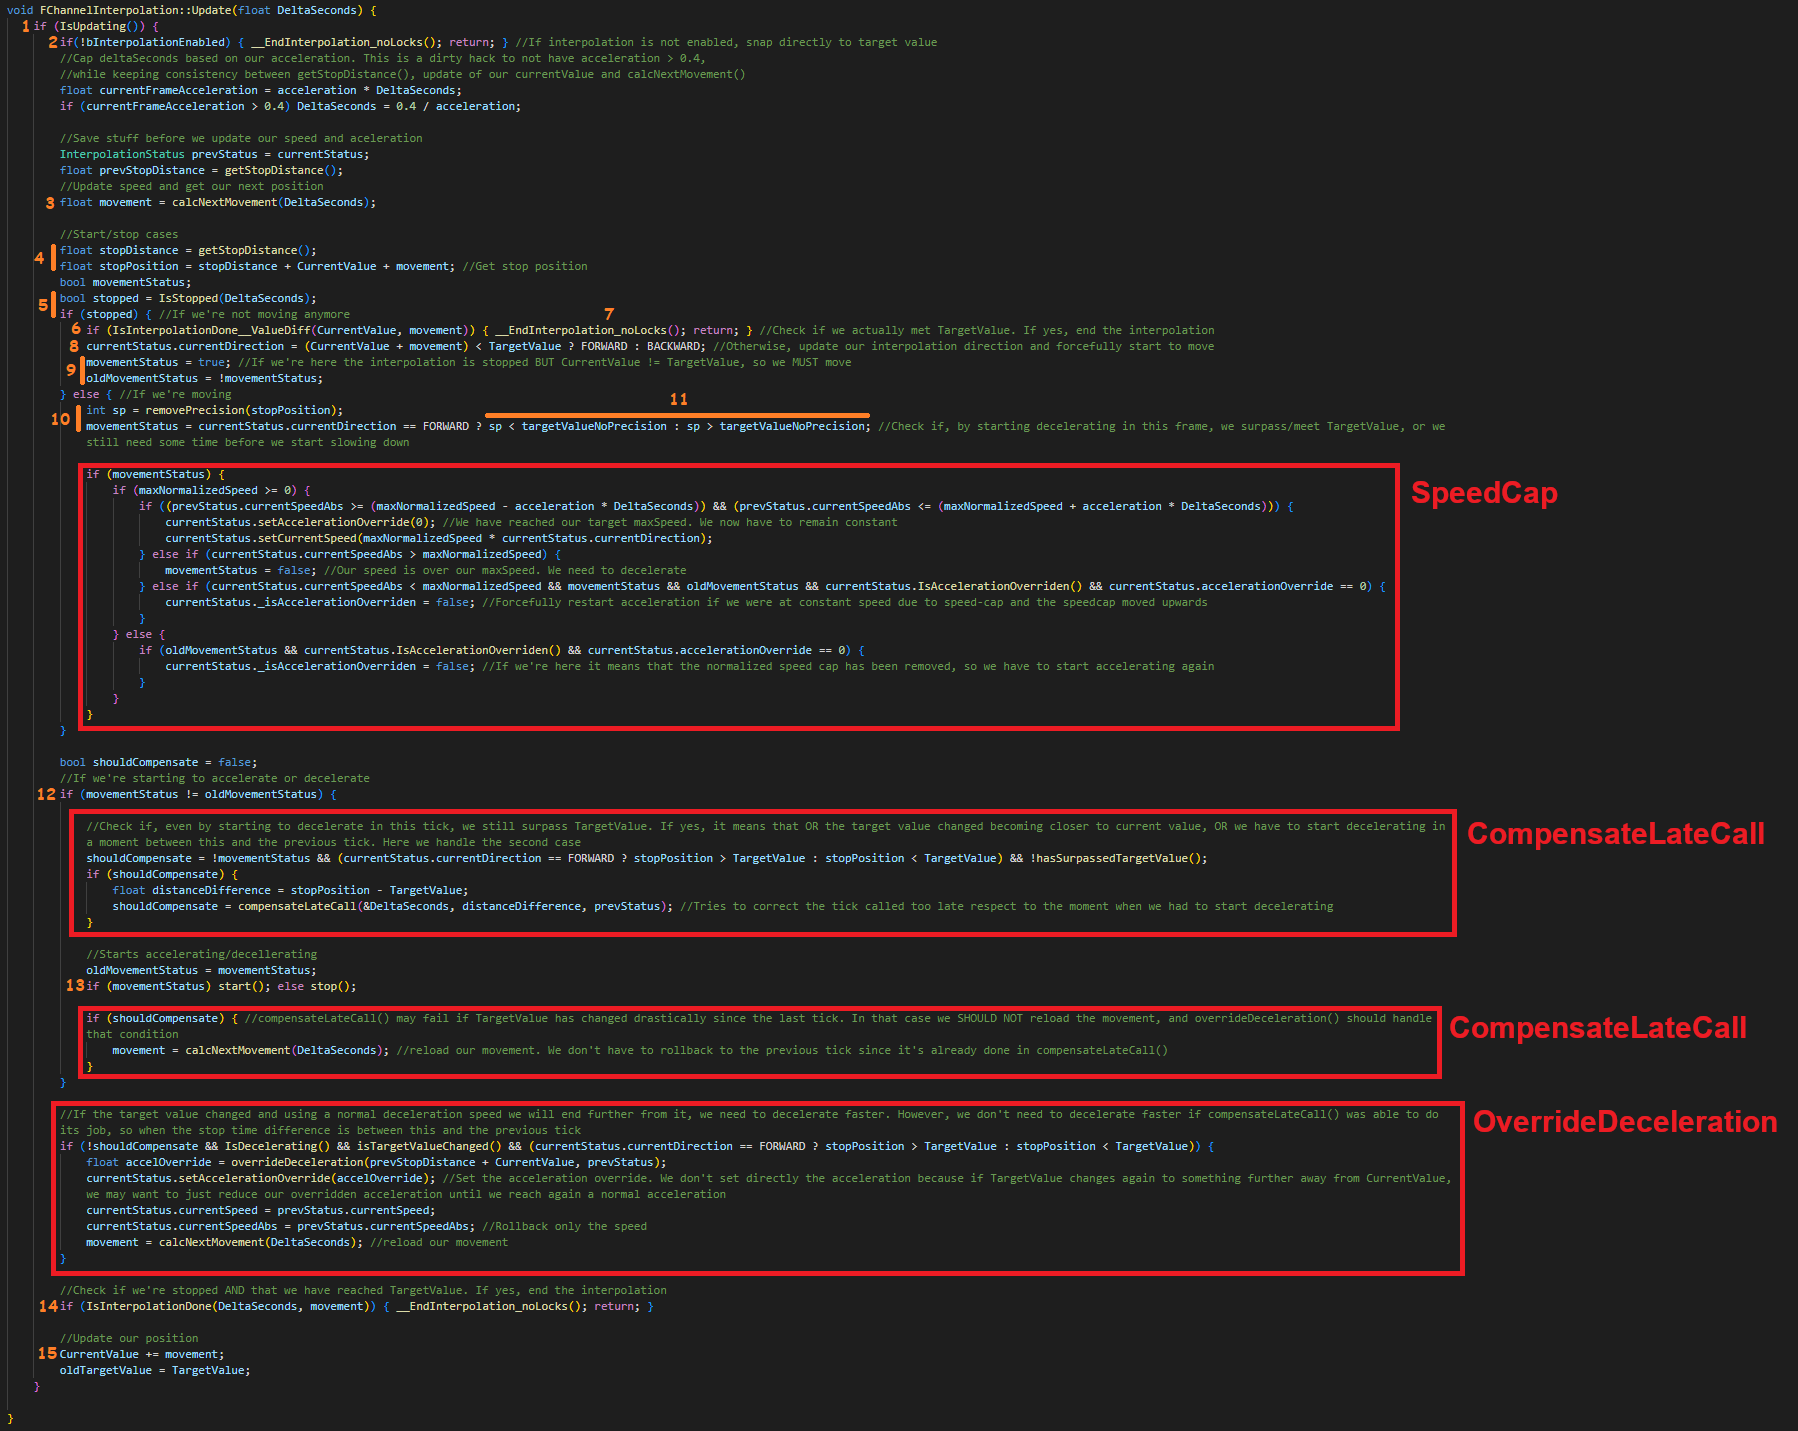 void FChannelInterpolation::Update(float DeltaSeconds) {
1 if (IsUpdating()) {
2 if(!bInterpolationEnabled) { __EndInterpolation_noLocks(); return; } //If interpolation is not enabled, snap directly to target value
//Cap deltaSeconds based on our acceleration. This is a dirty hack to not have acceleration > 0.4,
//while keeping consistency between getStopDistance(), update of our currentValue and calcNextMovement()
float currentFrameAcceleration = acceleration * DeltaSeconds;
if (currentFrameAcceleration > 0.4) DeltaSeconds = 0.4 / acceleration;
//Save stuff before we update our speed and aceleration
InterpolationStatus prevStatus = currentStatus;
float prevStopDistance = getStopDistance();
//Update speed and get our next position
3 float movement = calcNextMovement(DeltaSeconds);
//Start/stop cases
4 float stopDistance = getStopDistance();
float stopPosition = stopDistance + CurrentValue + movement; //Get stop position
bool movementStatus;
5 bool stopped = IsStopped(DeltaSeconds);
if (stopped) { //If we're not moving anymore
7
6 if (IsInterpolationDone__ValueDiff(CurrentValue, movement)) { __EndInterpolation_noLocks(); return; } //Check if we actually met TargetValue. If yes, end the interpolation
8 currentStatus.currentDirection = (CurrentValue + movement) < TargetValue ? FORWARD : BACKWARD; //Otherwise, update our interpolation direction and forcefully start to move
9 movementStatus = true; //If we're here the interpolation is stopped BUT CurrentValue != TargetValue, so we MUST move
oldMovementStatus = !movementStatus;
} else { //If we're moving
11
10 int sp = removePrecision(stopPosition);
movementStatus = currentStatus.currentDirection == FORWARD ? sp < targetValueNoPrecision : sp > targetValueNoPrecision; //Check if, by starting decelerating in this frame, we surpass/meet TargetValue, or we
still need some time before we start slowing down
if (movementStatus) {
SpeedCap
if (maxNormalizedSpeed >= 0) {
if ((prevStatus.currentSpeedAbs >= (maxNormalizedSpeed - acceleration * DeltaSeconds)) && (prevStatus.currentSpeedAbs <= (maxNormalizedSpeed + acceleration * DeltaSeconds))) {
currentStatus.setAccelerationOverride(0); //We have reached our target maxSpeed. We now have to remain constant
currentStatus.setCurrentSpeed(maxNormalizedSpeed * currentStatus.currentDirection);
} else if (currentStatus.currentSpeedAbs > maxNormalizedSpeed) {
movementStatus = false; //Our speed is over our maxSpeed. We need to decelerate
} else if (currentStatus.currentSpeedAbs < maxNormalizedSpeed && movementStatus && oldMovementStatus && currentStatus.IsAccelerationOverriden() && currentStatus.accelerationOverride == 0) {
currentStatus._isAccelerationOverriden = false; //Forcefully restart acceleration if we were at constant speed due to speed-cap and the speedcap moved upwards
}
} else {
if (oldMovementStatus && currentStatus.IsAccelerationOverriden() && currentStatus.accelerationOverride == 0) {
currentStatus._isAccelerationOverriden = false; //If we're here it means that the normalized speed cap has been removed, so we have to start accelerating again
}
}
}
}
bool shouldCompensate = false;
//If we're starting to accelerate or decelerate
12 if (movementStatus != oldMovementStatus) {
//Check if, even by starting to decelerate in this tick, we still surpass TargetValue. If yes, it means that OR the target value changed becoming closer to current value, OR we have to start decelerating in
CompensateLateCall
a moment between this and the previous tick. Here we handle the second case
shouldCompensate = !movementStatus && (currentStatus.currentDirection == FORWARD ? stopPosition > TargetValue : stopPosition < TargetValue) && !hasSurpassedTargetValue();
if (shouldCompensate) {
float distanceDifference = stopPosition - TargetValue;
shouldCompensate = compensateLateCall(&DeltaSeconds, distanceDifference, prevStatus); //Tries to correct the tick called too late respect to the moment when we had to start decelerating
}
//Starts accelerating/decellerating
oldMovementStatus = movementStatus;
13 if (movementStatus) start(); else stop();
if (shouldCompensate) { //compensateLateCall() may fail if TargetValue has changed drastically since the last tick. In that case we SHOULD NOT reload the movement, and overrideDeceleration() should handle
CompensateLateCall
that condition
movement = calcNextMovement(DeltaSeconds); //reload our movement. We don't have to rollback to the previous tick since it's already done in compensateLateCall()
}
}
//If the target value changed and using a normal deceleration speed we will end further from it, we need to decelerate faster. However, we don't need to decelerate faster if compensateLateCall() was able to do
OverrideDeceleration
its job, so when the stop time difference is between this and the previous tick
if (!shouldCompensate && IsDecelerating() && isTargetValueChanged() && (currentStatus.currentDirection == FORWARD ? stopPosition > TargetValue : stopPosition < TargetValue)) {
float accelOverride = overrideDeceleration(prevStopDistance + CurrentValue, prevStatus);
currentStatus.setAccelerationOverride(accelOverride); //Set the acceleration override. We don't set directly the acceleration because if TargetValue changes again to something further away from CurrentValue,
we may want to just reduce our overridden acceleration until we reach again a normal acceleration
currentStatus.currentSpeed = prevStatus.currentSpeed;
currentStatus.currentSpeedAbs = prevStatus.currentSpeedAbs; //Rollback only the speed
movement = calcNextMovement(DeltaSeconds); //reload our movement
}
//Check if we're stopped AND that we have reached TargetValue. If yes, end the interpolation
14 if (IsInterpolationDone(DeltaSeconds, movement)) { __EndInterpolation_noLocks(); return; }
//Update our position
15 CurrentValue += movement;
oldTargetValue = TargetValue;
}
}